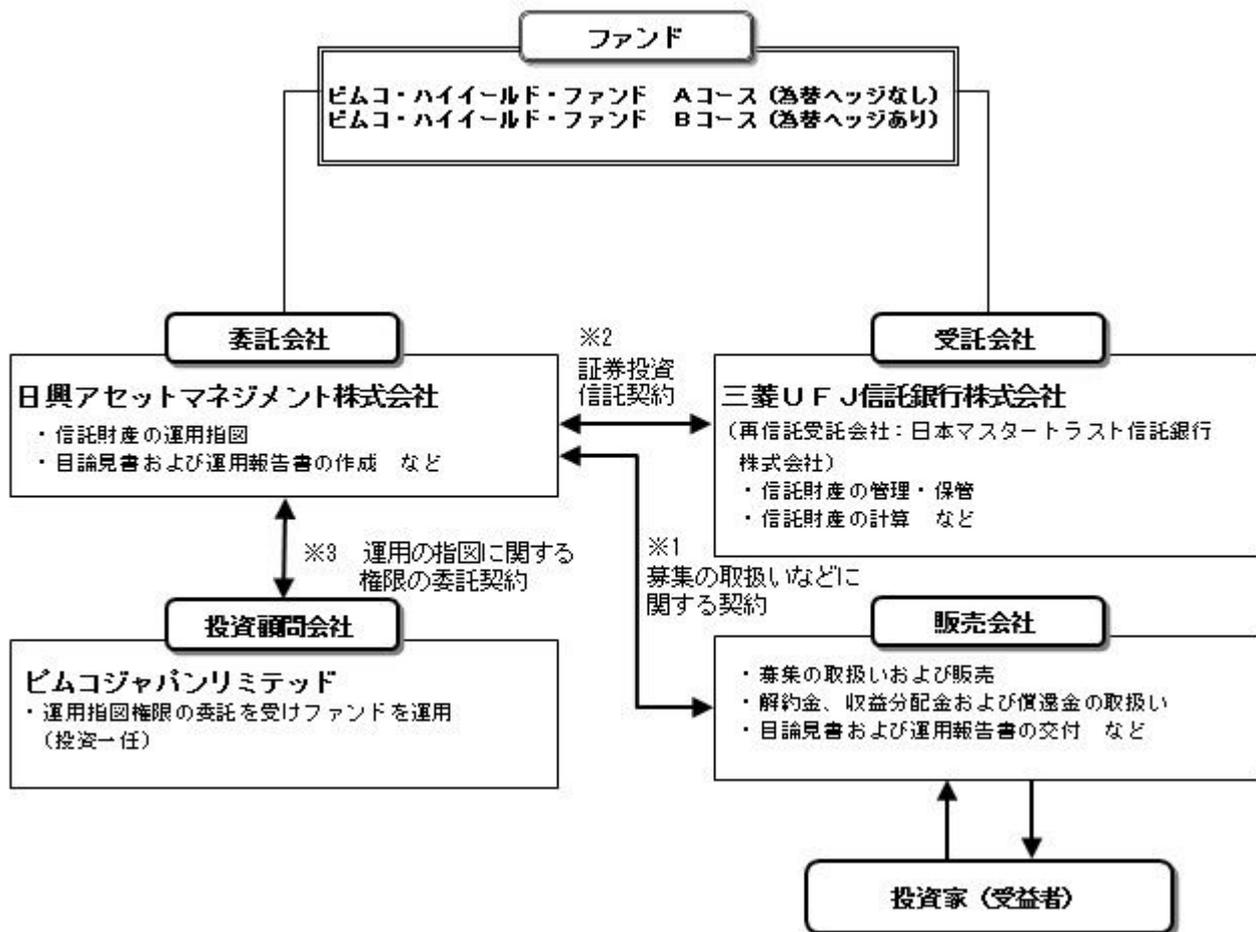 ファンド
ピムコ・ハイイールド・ファンド　Ａコース（為替ヘッジなし）
ピムコ・ハイイールド・ファンド　Ｂコース（為替ヘッジあり）
委託会社
日興アセットマネジメント株式会社
・信託財産の運用指図
・目論見書および運用報告書の作成　など
※2
証券投資
信託契約
受託会社
三菱ＵＦＪ信託銀行株式会社
（再信託受託会社：日本マスタートラスト信託銀行
株式会社）
・信託財産の管理・保管
・信託財産の計算　など
※3　運用の指図に関する
権限の委託契約
※1
募集の取扱いなどに
関する契約
投資顧問会社
ピムコジャパンリミテッド
・運用指図権限の委託を受けファンドを運用
（投資一任）
販売会社
・募集の取扱いおよび販売
・解約金、収益分配金および償還金の取扱い
・目論見書および運用報告書の交付　など
投資家（受益者）